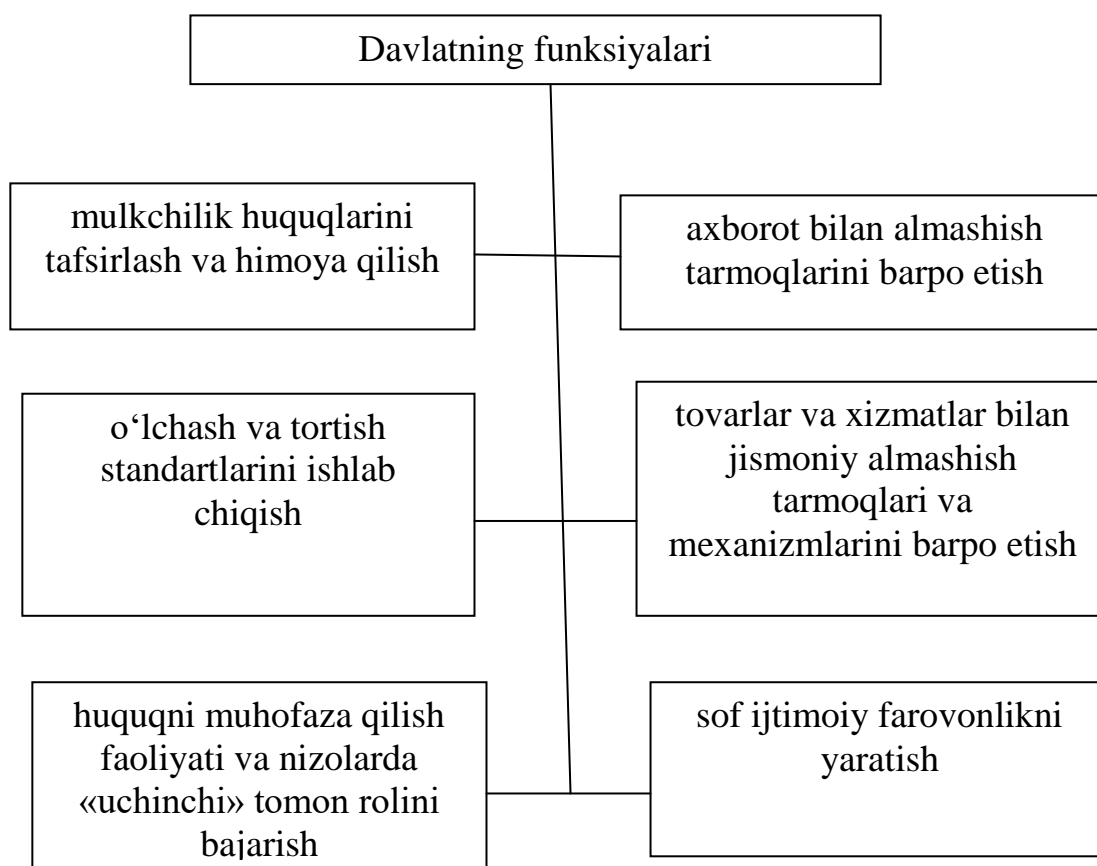 Davlatning funksiyalari
mulkchilik huquqlarini
tafsirlash va himoya qilish
axborot bilan almashish
tarmoqlarini barpo etish
o‘lchash va tortish
standartlarini ishlab
chiqish
tovarlar va xizmatlar bilan
jismoniy almashish
tarmoqlari va
mexanizmlarini barpo etish
huquqni muhofaza qilish
faoliyati va nizolarda
«uchinchi» tomon rolini
bajarish
sof ijtimoiy farovonlikni
yaratish